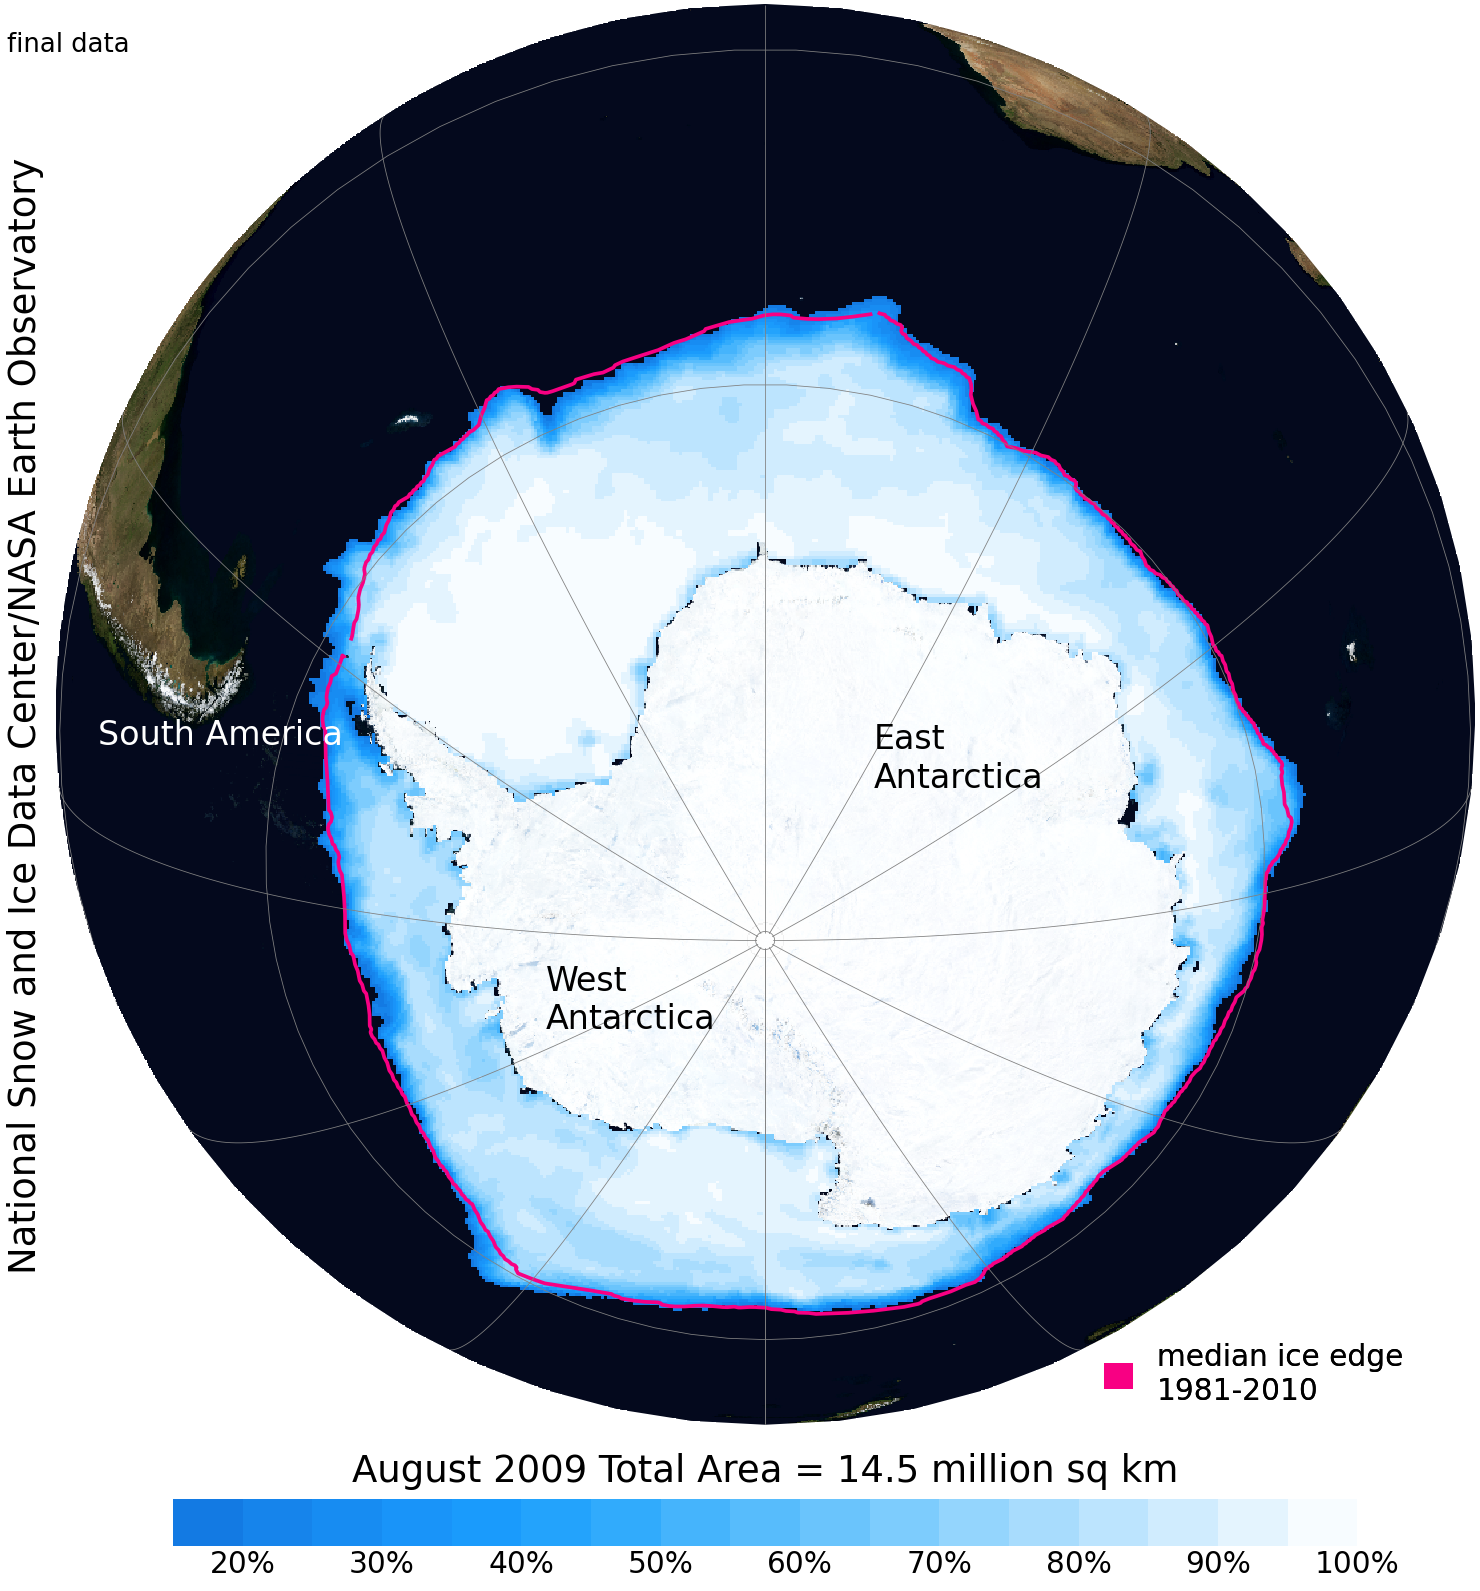 final data
National Snow and Ice Data Center/NASA Earth Observatory
South America
East
Antarctica
West
Antarctica
median ice edge
1981-2010
August 2009 Total Area = 14.5 million sq km
20% 30% 40% 50% 60% 70% 80% 90% 100%